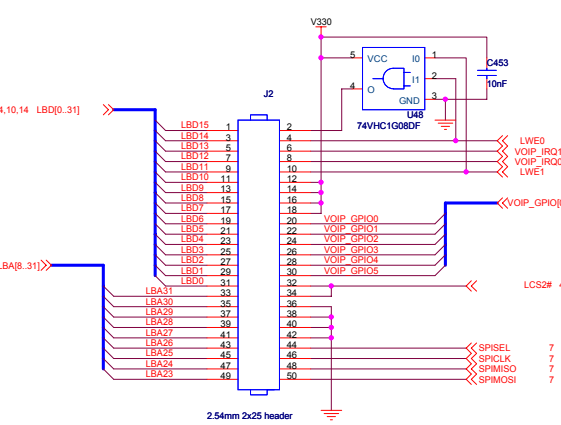 V330
5 VCC I0 1
C453
I1 2
10nF
4 O
GND 3
J2
U48
74VHC1G08DF
4,10,14 LBD[0..31]
LBD15 1 2
LBD14 3 4 LWE0
LBD13 5 6 VOIP_IRQ1
LBD12 7 8 VOIP_IRQ0
LBD11 9 10 LWE1
LBD10 11 12
LBD9 13 14
LBD8 15 16
LBD7 17 18
VOIP_GPIO[
LBD6 19 20 VOIP_GPIO0
LBD5 21 22 VOIP_GPIO1
LBD4 23 24 VOIP_GPIO2
LBD3 25 26 VOIP_GPIO3
LBD2 27 28 VOIP_GPIO4
LBA[8..31]
LBD1 29 30 VOIP_GPIO5
LBD0 31 32 LCS2#
LBA31 33 34
LBA30 35 36
LBA29 37 38
LBA28 39 40
LBA27 41 42
LBA26 43 44 SPISEL 7
LBA25 45 46 SPICLK 7
LBA24 47 48 SPIMISO 7
LBA23 49 50 SPIMOSI 7
2.54mm 2x25 header